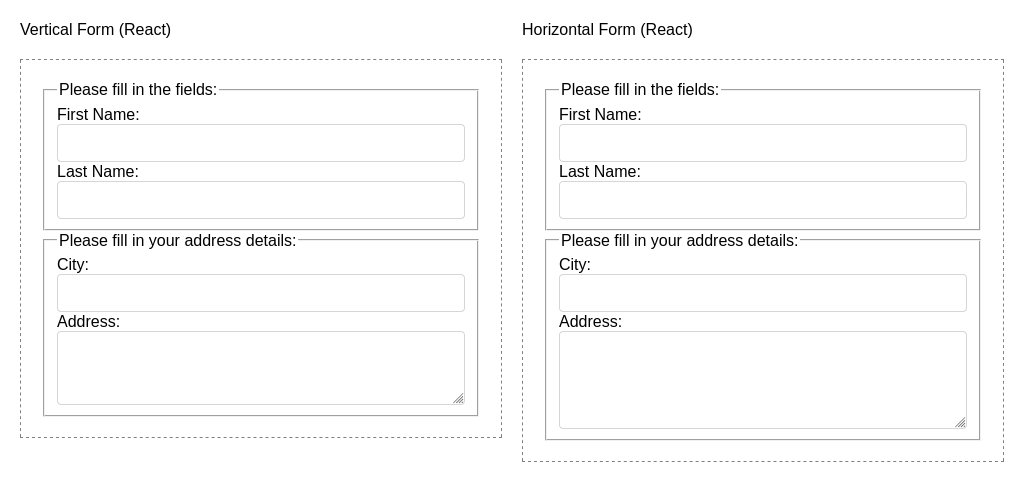 Vertical Form (React)
Please fill in the fields:
First Name:
Last Name:
Please fill in your address details:
City:
Address:
Horizontal Form (React)
Please fill in the fields:
First Name:
Last Name:
Please fill in your address details:
City:
Address: